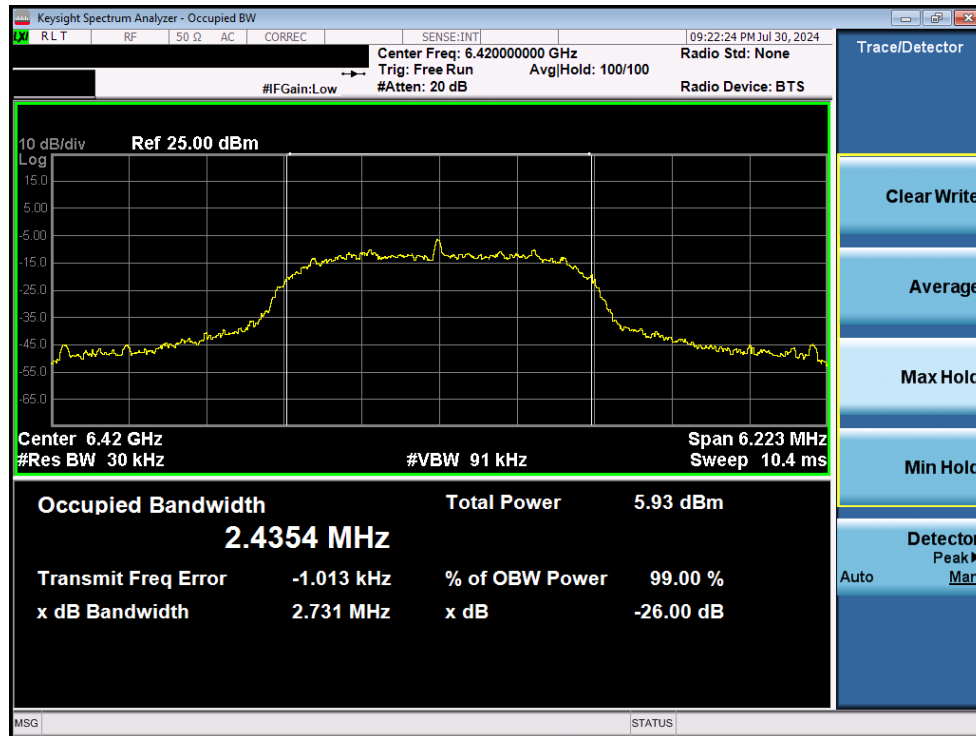 Keysight Spectrum Analyzer - Occupied BW
LXI RLT RF 50 Ω AC CORREC SENSE:INT 09:22:24 PM Jul 30, 2024
Center Freq: 6.420000000 GHz Radio Std: None
Trig: Free Run Avg|Hold: 100/100
#IFGain:Low #Atten: 20 dB Radio Device: BTS
Trace/Detector
10 dB/div Ref 25.00 dBm
Log
15.0
5.00
-5.00
-15.0
-25.0
-35.0
-45.0
-55.0
-65.0
Center 6.42 GHz Span 6.223 MHz
#Res BW 30 kHz #VBW 91 kHz Sweep 10.4 ms
Occupied Bandwidth Total Power 5.93 dBm
2.4354 MHz
Transmit Freq Error -1.013 kHz % of OBW Power 99.00 %
x dB Bandwidth 2.731 MHz x dB -26.00 dB
Clear Write
Average
Max Hold
Min Hold
Detector
Peak
Auto Man
MSG STATUS